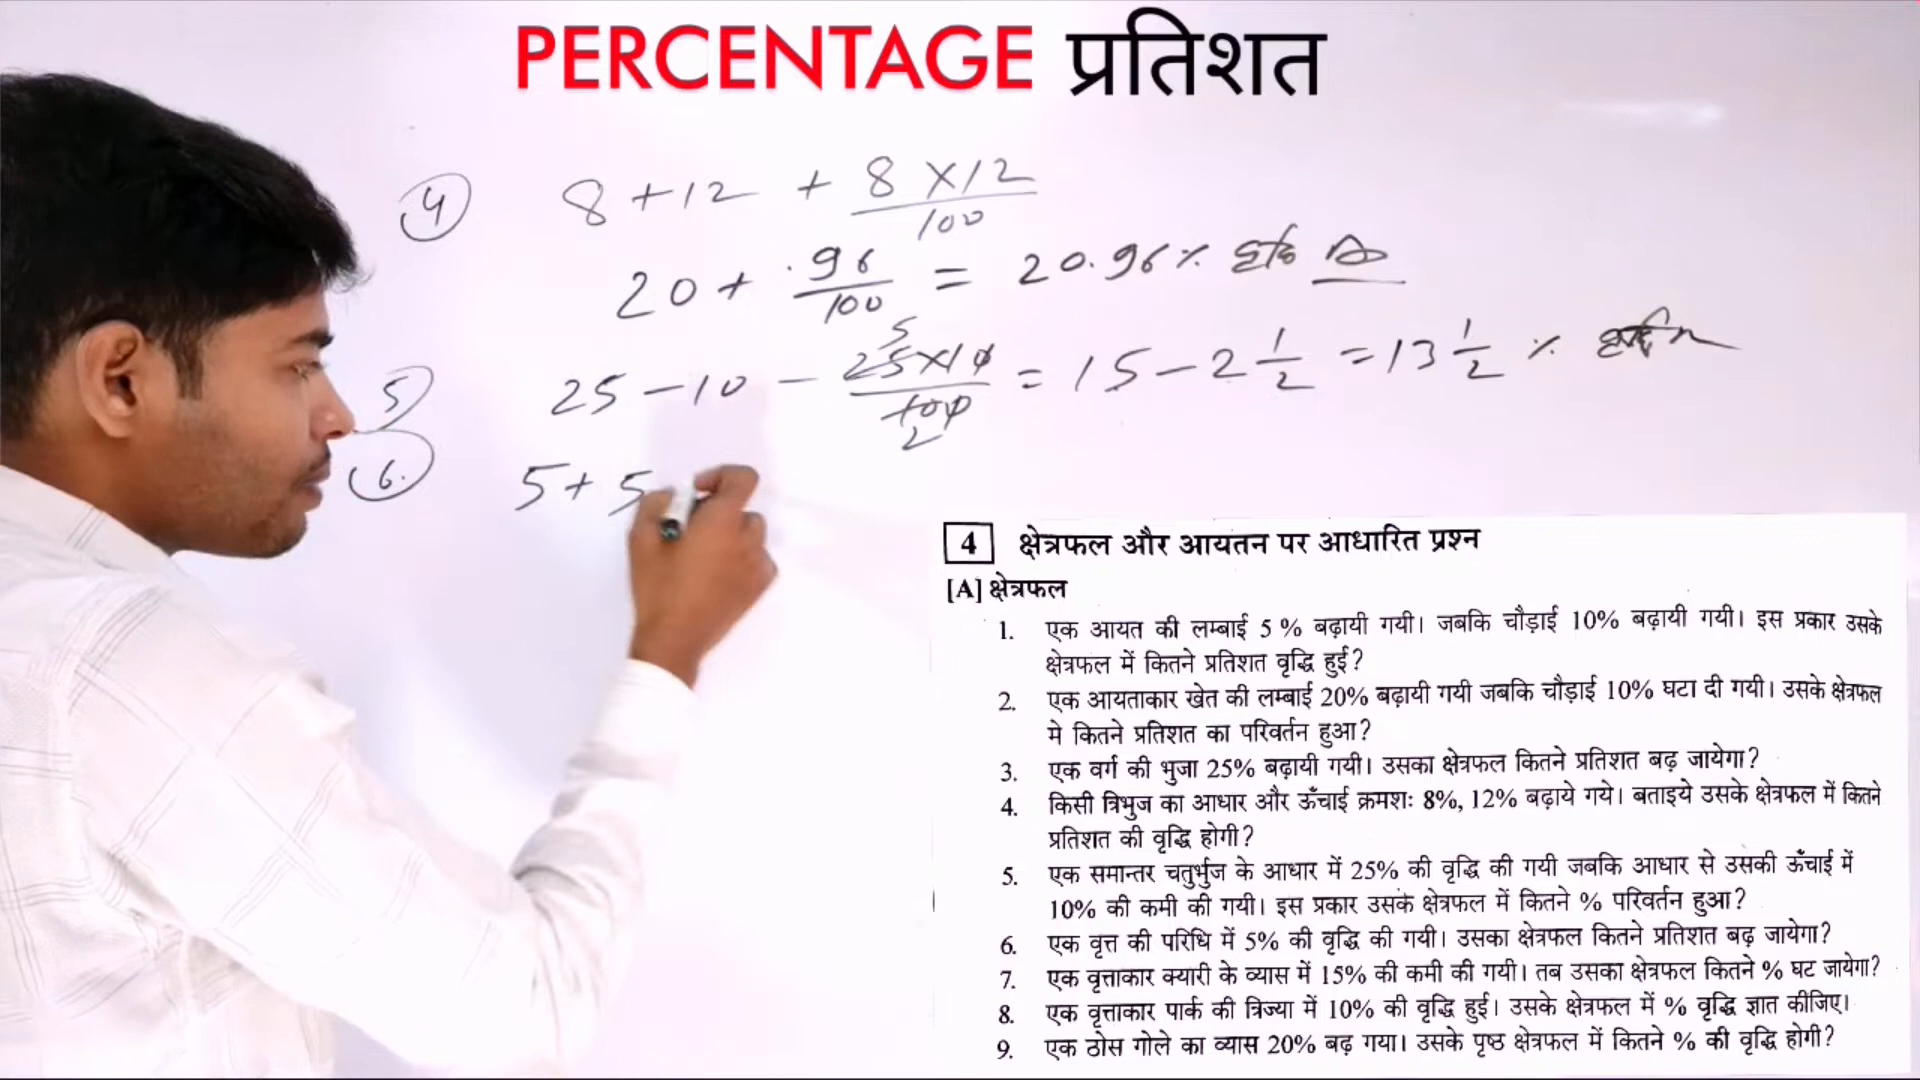 PERCENTAGE प्रतिशत
4 8 + 12 + 8 × 12 / 100
20 + .96 / 100 = 20.96%
5 25 - 10 - 25 × 10 / 100 = 15 - 2 1/2 = 13 1/2 %
6. 5 + 5
4 क्षेत्रफल और आयतन पर आधारित प्रश्न
[A] क्षेत्रफल
1. एक आयत की लम्बाई 5 % बढ़ायी गयी। जबकि चौड़ाई 10% बढ़ायी गयी। इस प्रकार उसके
क्षेत्रफल में कितने प्रतिशत वृद्धि हुई?
2. एक आयताकार खेत की लम्बाई 20% बढ़ायी गयी जबकि चौड़ाई 10% घटा दी गयी। उसके क्षेत्रफल
मे कितने प्रतिशत का परिवर्तन हुआ?
3. एक वर्ग की भुजा 25% बढ़ायी गयी। उसका क्षेत्रफल कितने प्रतिशत बढ़ जायेगा?
4. किसी त्रिभुज का आधार और ऊँचाई क्रमशः 8%, 12% बढ़ाये गये। बताइये उसके क्षेत्रफल में कितने
प्रतिशत की वृद्धि होगी?
5. एक समान्तर चतुर्भुज के आधार में 25% की वृद्धि की गयी जबकि आधार से उसकी ऊँचाई में
10% की कमी की गयी। इस प्रकार उसके क्षेत्रफल में कितने % परिवर्तन हुआ?
6. एक वृत्त की परिधि में 5% की वृद्धि की गयी। उसका क्षेत्रफल कितने प्रतिशत बढ़ जायेगा?
7. एक वृत्ताकार क्यारी के व्यास में 15% की कमी की गयी। तब उसका क्षेत्रफल कितने % घट जायेगा?
8. एक वृत्ताकार पार्क की त्रिज्या में 10% की वृद्धि हुई। उसके क्षेत्रफल में % वृद्धि ज्ञात कीजिए।
9. एक ठोस गोले का व्यास 20% बढ़ गया। उसके पृष्ठ क्षेत्रफल में कितने % की वृद्धि होगी?